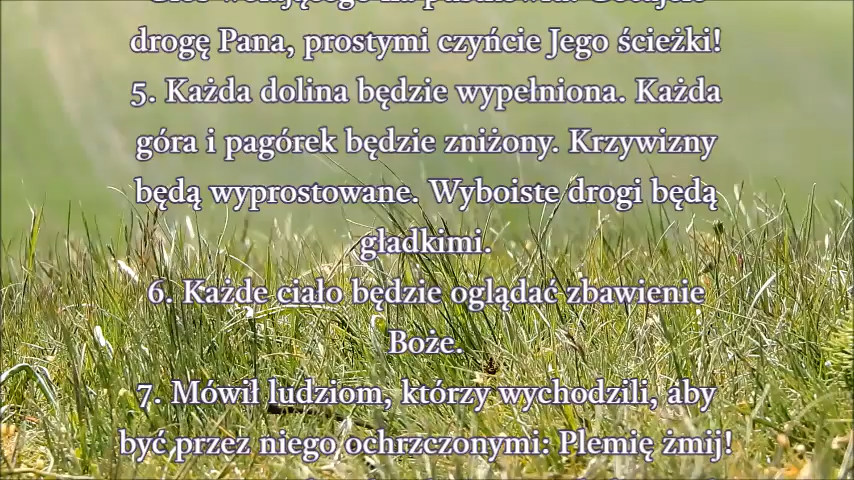 drogę Pana, prostymi czyńcie Jego ścieżki!
5. Każda dolina będzie wypełniona. Każda
góra i pagórek będzie zniżony. Krzywizny
będą wyprostowane. Wyboiste drogi będą
gładkimi.
6. Każde ciało będzie oglądać zbawienie
Boże.
7. Mówił ludziom, którzy wychodzili, aby
być przez niego ochrzczonymi: Plemię żmij!